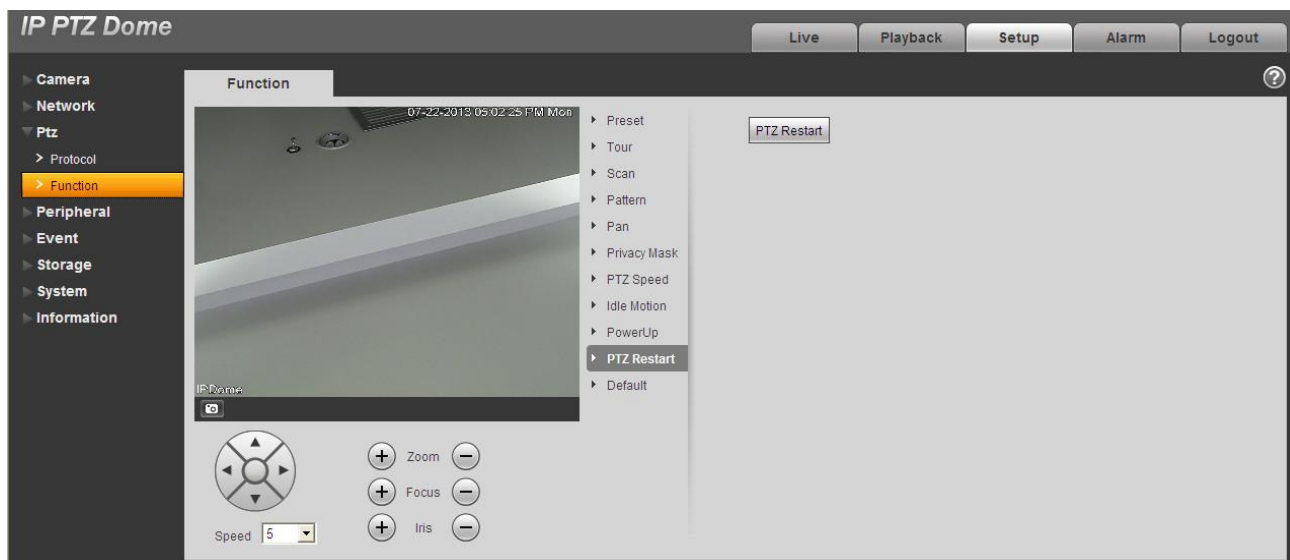 IP PTZ Dome
Live
Playback
Setup
Alarm
Logout
Camera
Network
Ptz
Protocol
Function
Peripheral
Event
Storage
System
Information
Function
?
07-22-2013 05:02:25 PM Mon
IP Dome
Preset
Tour
Scan
Pattern
Pan
Privacy Mask
PTZ Speed
Idle Motion
PowerUp
PTZ Restart
Default
PTZ Restart
Zoom
Focus
Iris
Speed 5